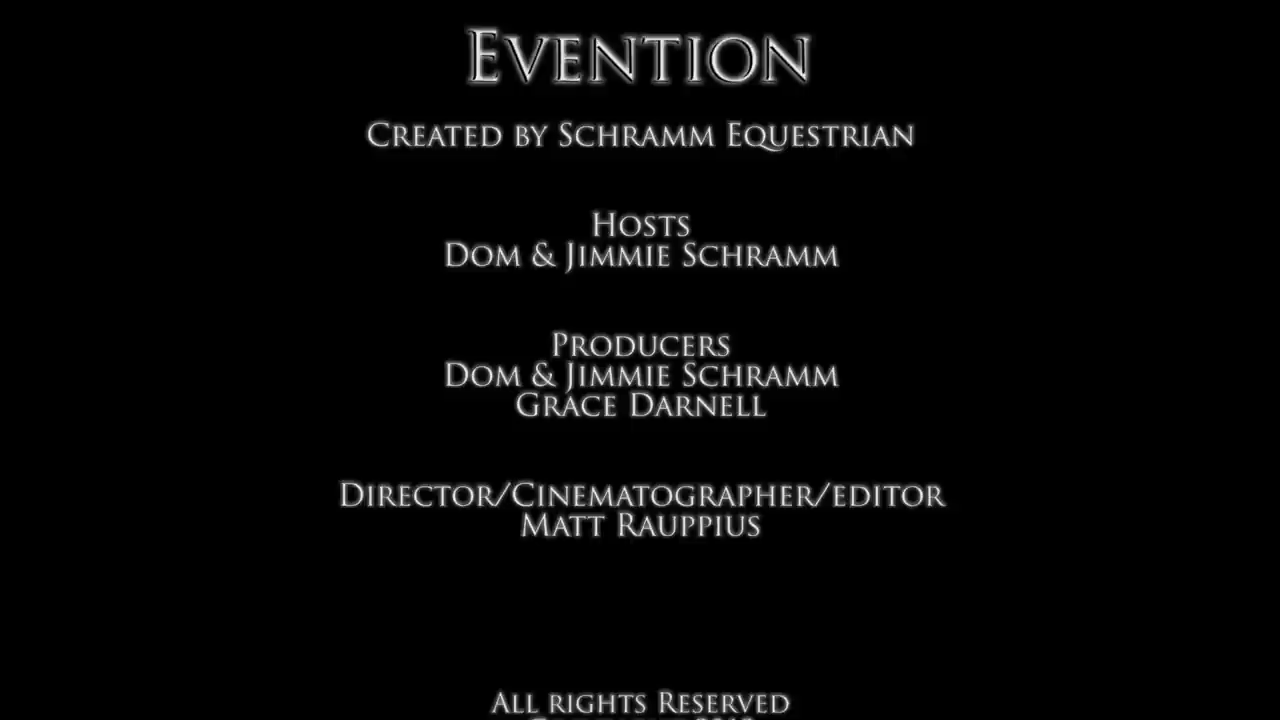 Evention
Created by Schramm Equestrian
Hosts
Dom & Jimmie Schramm
Producers
Dom & Jimmie Schramm
Grace Darnell
Director/Cinematographer/editor
Matt Rauppius
All rights Reserved